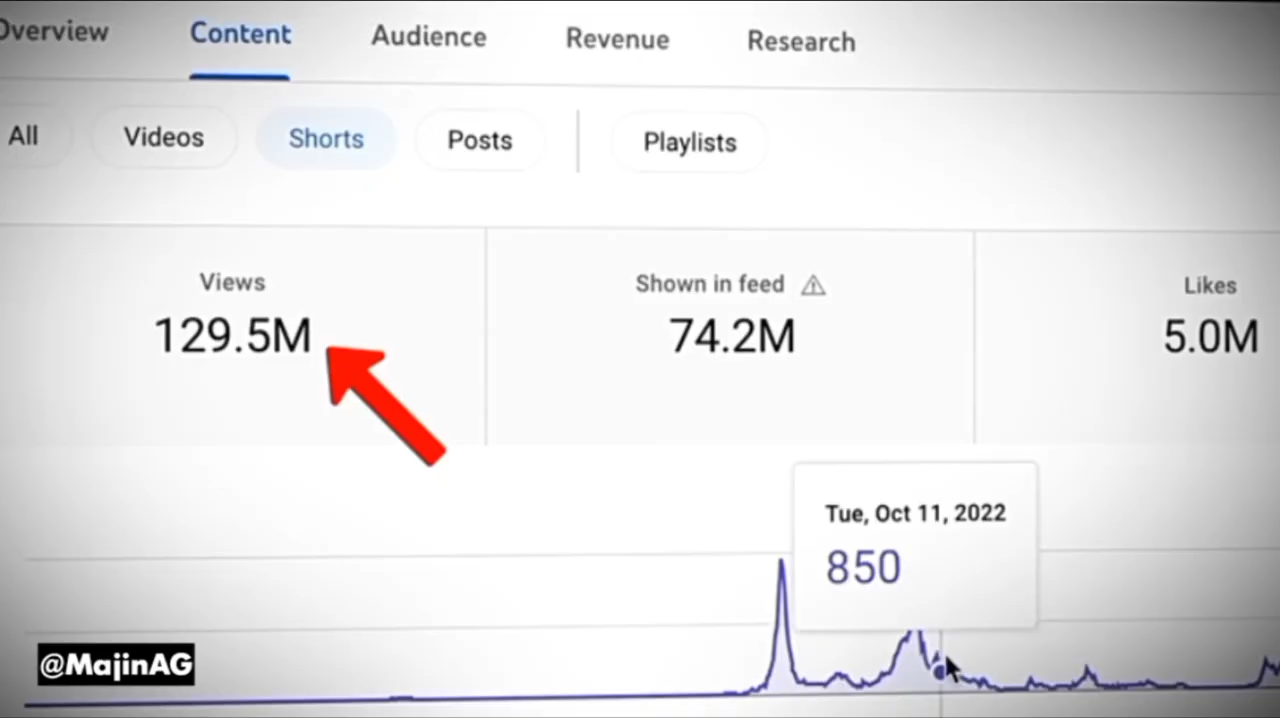 Overview Content Audience Revenue Research
All Videos Shorts Posts Playlists
Views Shown in feed Likes
129.5M 74.2M 5.0M
Tue, Oct 11, 2022
850
@MajinAG